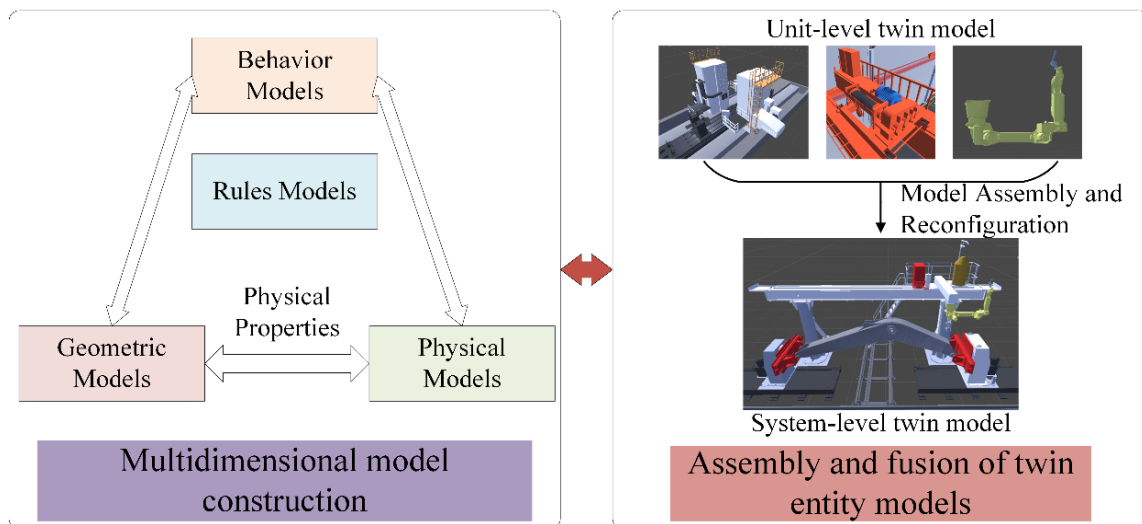 Behavior
Models
Rules Models
Physical
Properties
Geometric
Models
Physical
Models
Multidimensional model
construction
Unit-level twin model
Model Assembly and
Reconfiguration
System-level twin model
Assembly and fusion of twin
entity models